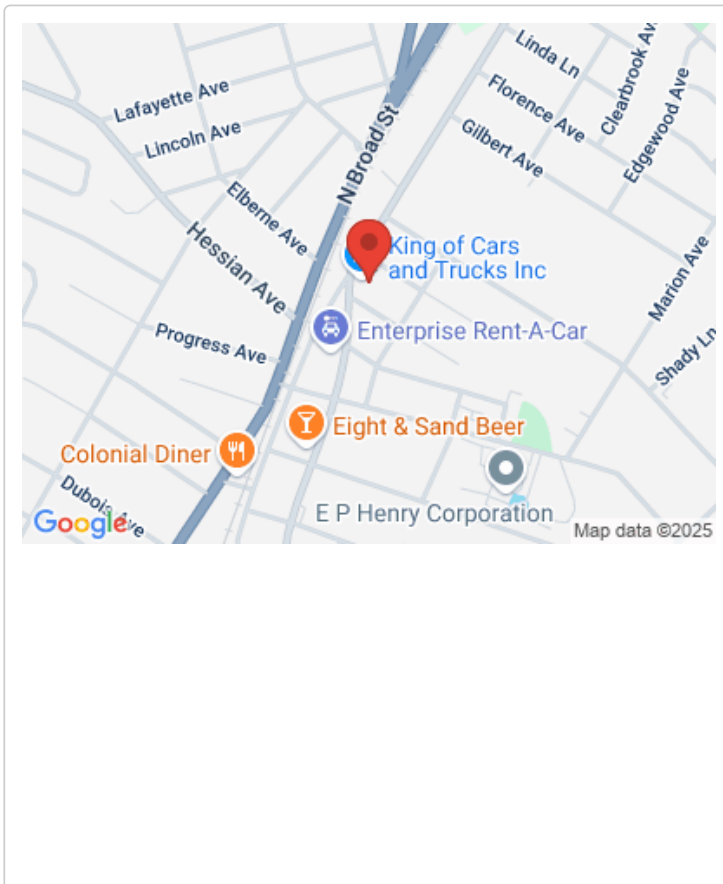 Linda Ln
Clearbrook Av
Lafayette Ave
Florence Ave
Edgewood Ave
Lincoln Ave
Gilbert Ave
N Broad St
Elberne Ave
Hessian Ave
King of Cars
and Trucks Inc
Marion Ave
Progress Ave
Enterprise Rent-A-Car
Shady Ln
Eight & Sand Beer
Colonial Diner
Dubois Ave
E P Henry Corporation
Google
Map data ©2025